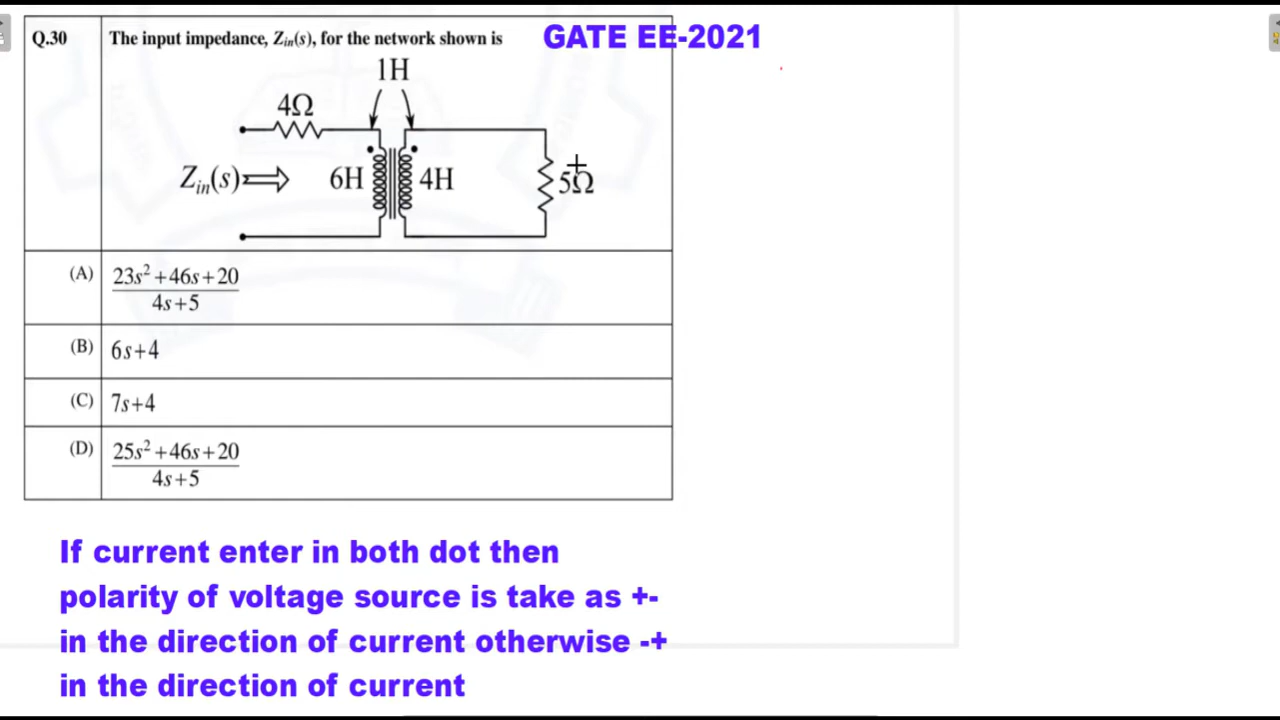 Q.30 The input impedance, Zin(s), for the network shown is GATE EE-2021
1H
4Ω
Zin(s) 6H 4H 5Ω
+
(A) 23s² +46s+20
4s+5
(B) 6s+4
(C) 7s+4
(D) 25s² +46s+20
4s+5
If current enter in both dot then
polarity of voltage source is take as +-
in the direction of current otherwise -+
in the direction of current